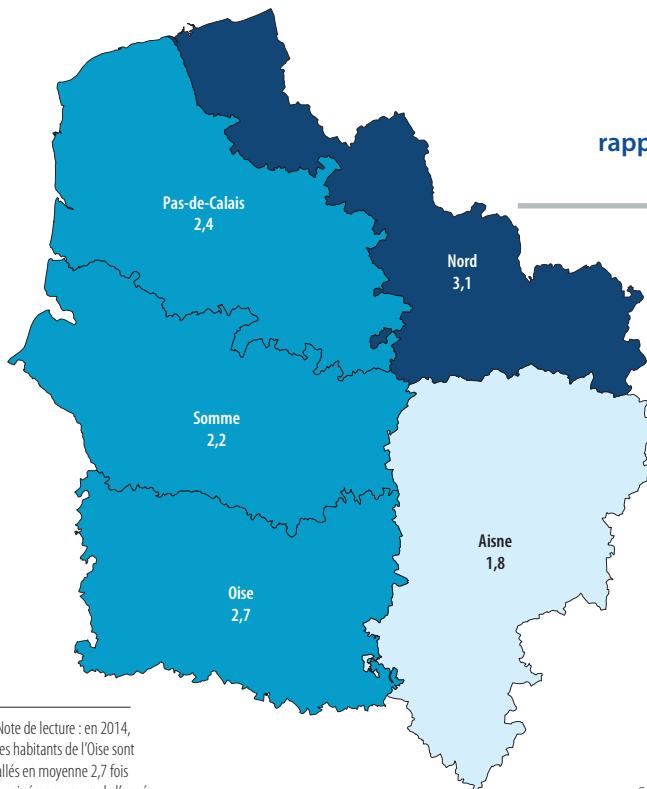 rapp
Pas-de-Calais
2,4
Nord
3,1
Somme
2,2
Aisne
1,8
Oise
2,7
Note de lecture : en 2014,
es habitants de l'Oise sont
allés en moyenne 2,7 fois